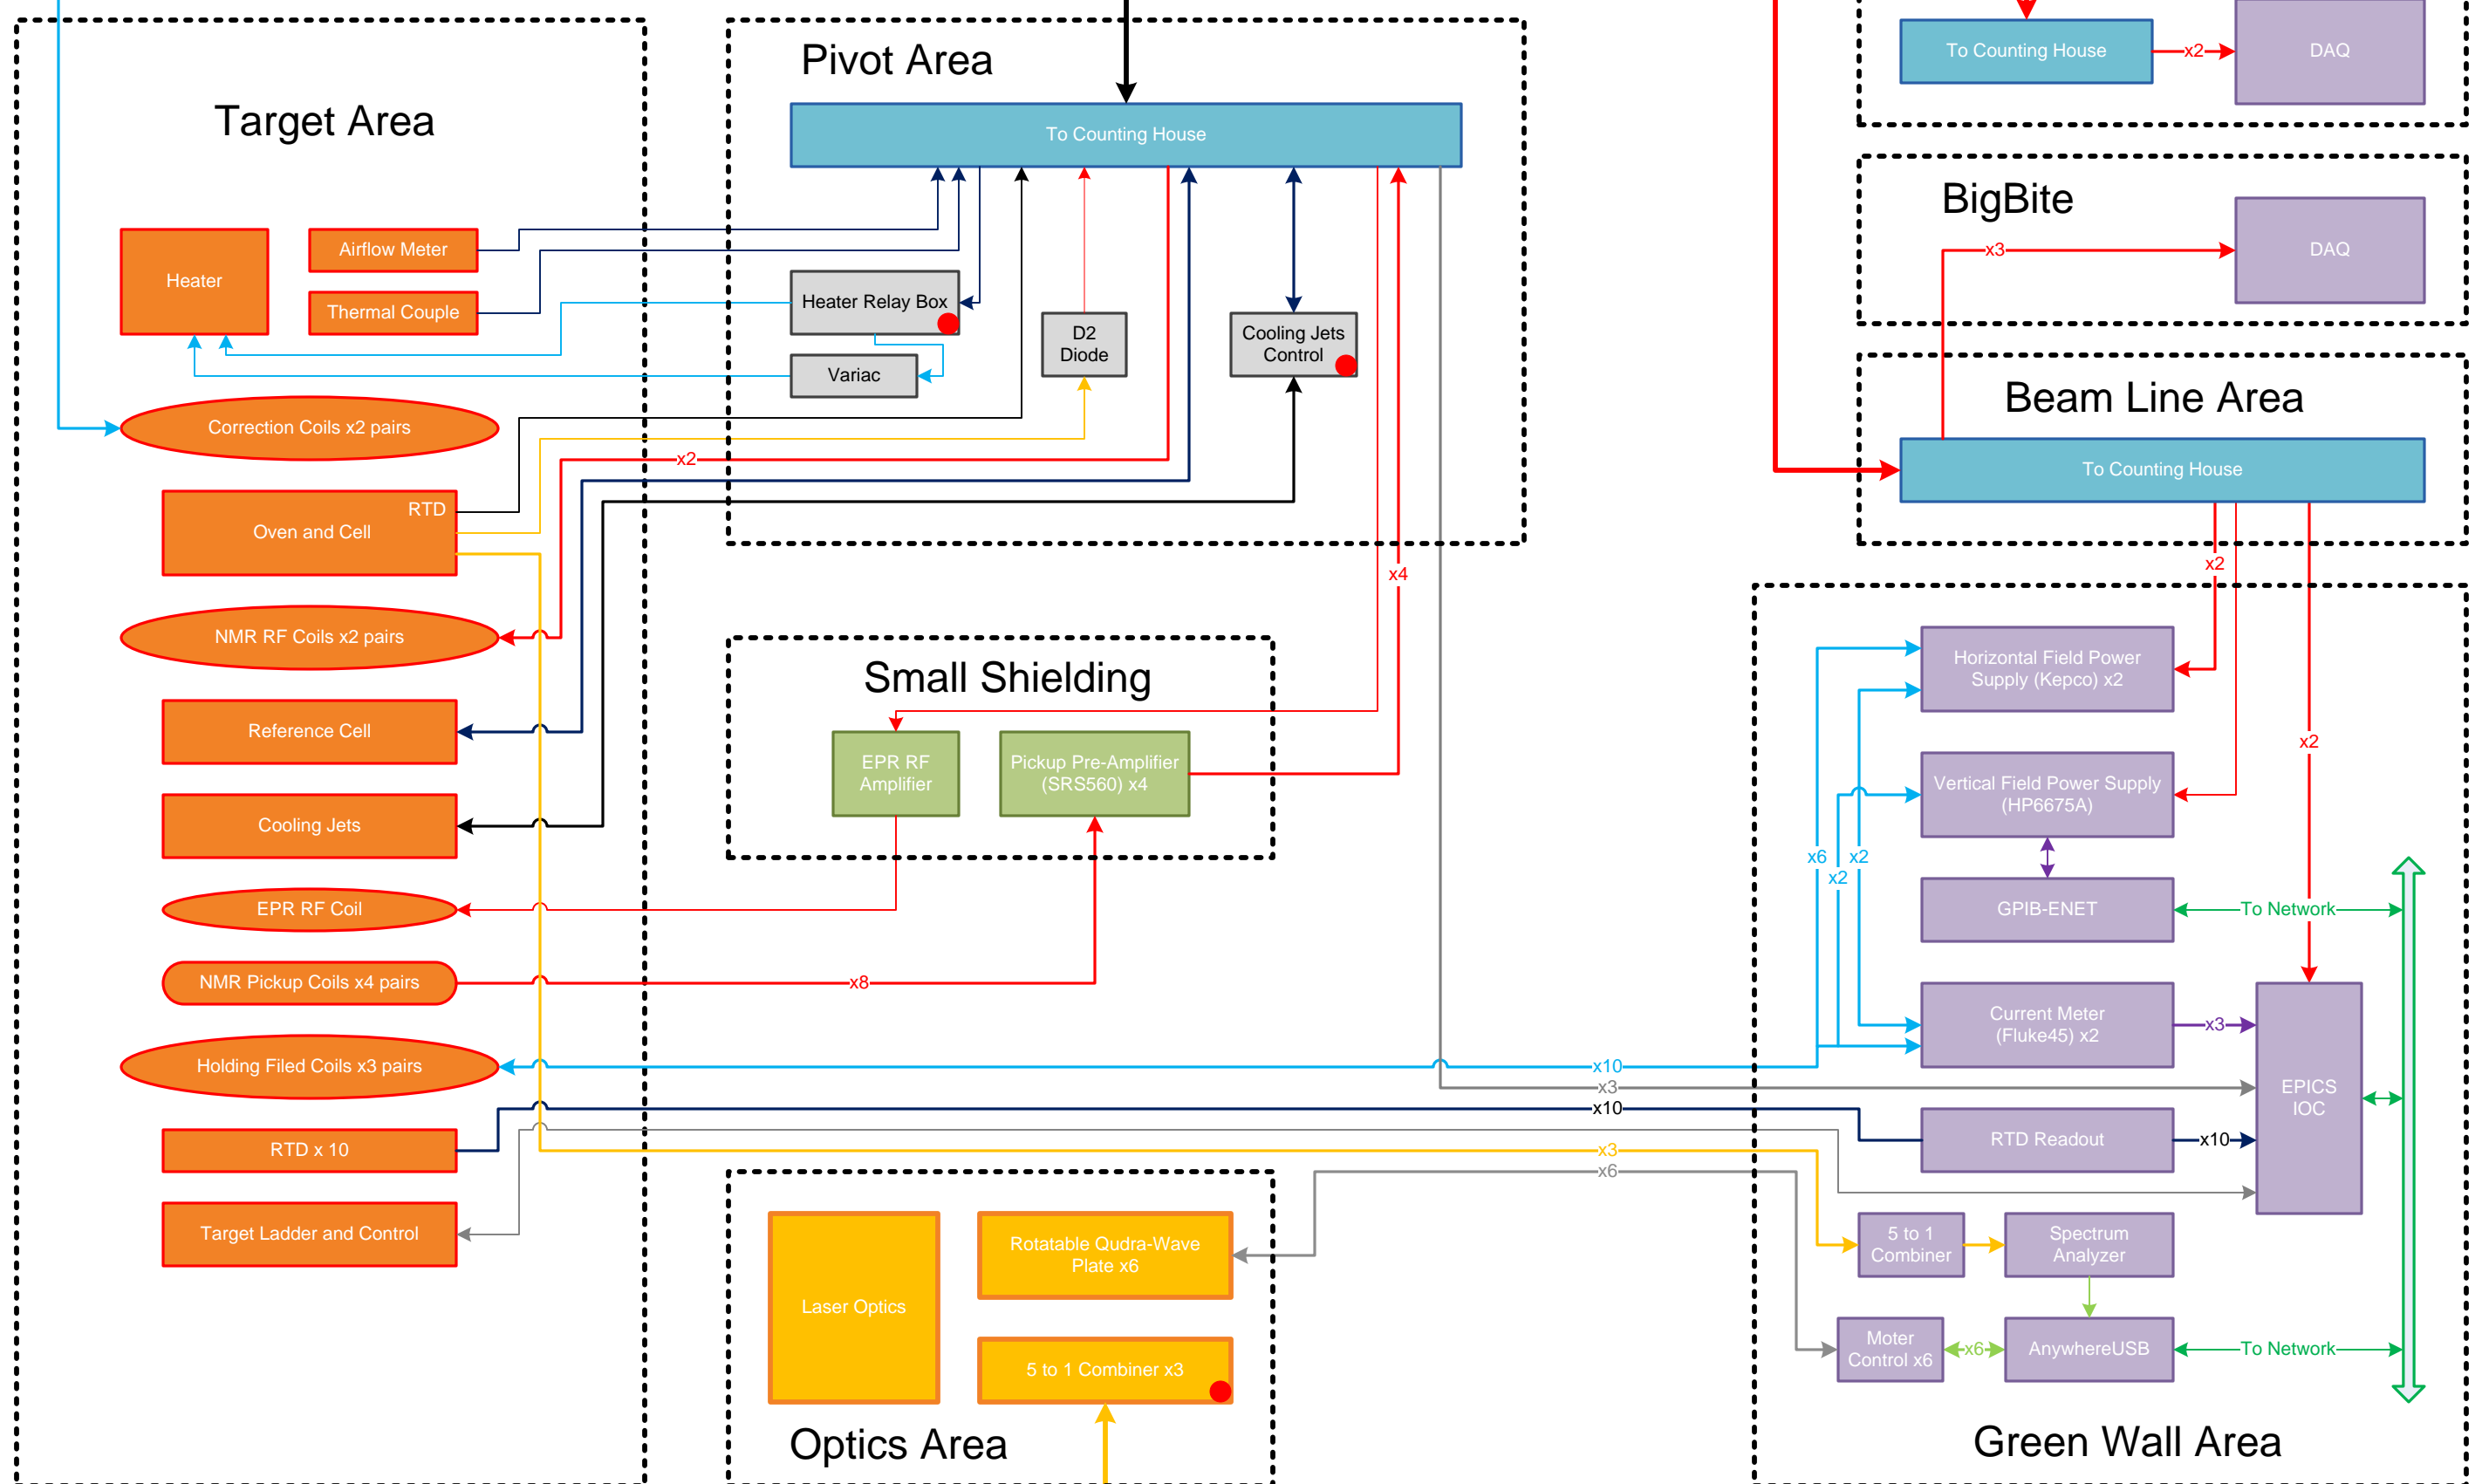 Target Area
Heater
Airflow Meter
Thermal Couple
Correction Coils x2 pairs
RTD
Oven and Cell
NMR RF Coils x2 pairs
Reference Cell
Cooling Jets
EPR RF Coil
NMR Pickup Coils x4 pairs
Holding Filed Coils x3 pairs
RTD x 10
Target Ladder and Control
Pivot Area
To Counting House
Heater Relay Box
Variac
D2
Diode
Cooling Jets
Control
x2
x4
Small Shielding
EPR RF
Amplifier
Pickup Pre-Amplifier
(SRS560) x4
x8
x10
x3
x10
x3
x6
Laser Optics
Rotatable Qudra-Wave
Plate x6
5 to 1 Combiner x3
Optics Area
To Counting House
x2
DAQ
BigBite
x3
DAQ
Beam Line Area
To Counting House
x2
Horizontal Field Power
Supply (Kepco) x2
x2
Vertical Field Power Supply
(HP6675A)
x6
x2
x2
GPIB-ENET
To Network
Current Meter
(Fluke45) x2
x3
EPICS
IOC
RTD Readout
x10
5 to 1
Combiner
Spectrum
Analyzer
Moter
Control x6
x6
AnywhereUSB
To Network
Green Wall Area